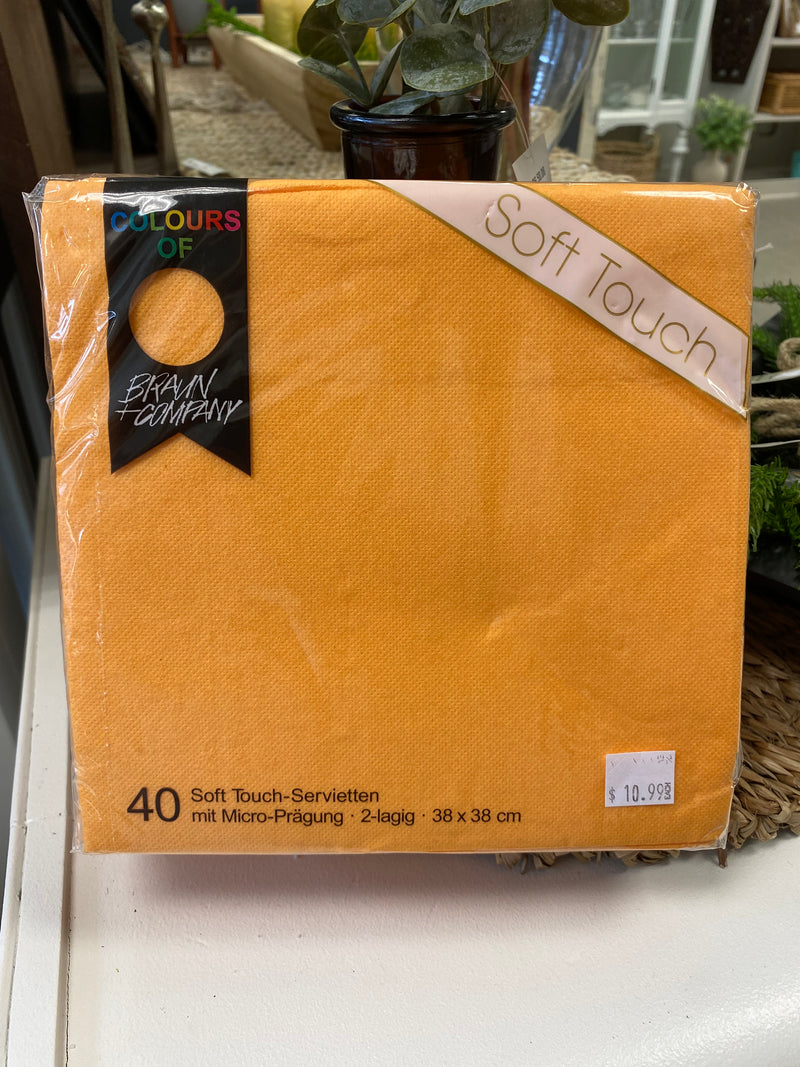 COLOURS
OF
BRAUN
+COMPANY
Soft Touch
$ 10.99 EACH
40 Soft Touch-Servietten
mit Micro-Prägung · 2-lagig · 38 x 38 cm